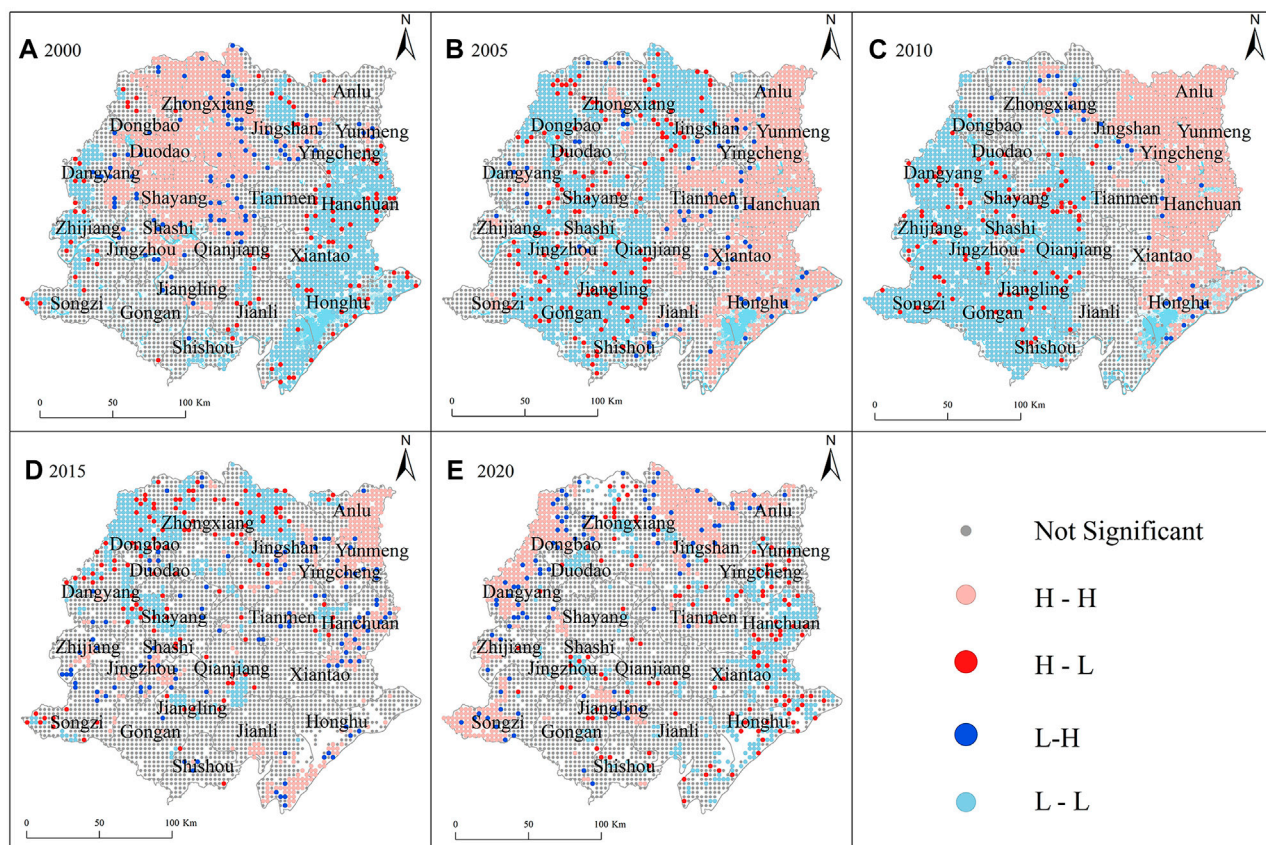 A 2000
N
Zhongxiang
Anlu
Dongbao
Jingshan
Yunmeng
Duodao
Yingcheng
Dangyang
Shayang
Tianmen
Hanchuan
Zhijiang
Shashi
Jingzhou
Qianjiang
Xiantao
Jiangling
Songzi
Gongan
Jianli
Honghu
Shishou
0 50 100 Km
B 2005
N
Zhongxiang
Anlu
Dongbao
Jingshan
Yunmeng
Duodao
Yingcheng
Dangyang
Shayang
Tianmen
Hanchuan
Zhijiang
Shashi
Jingzhou
Qianjiang
Xiantao
Jiangling
Songzi
Gongan
Jianli
Honghu
Shishou
0 50 100 Km
C 2010
N
Zhongxiang
Anlu
Dongbao
Jingshan
Yunmeng
Duodao
Yingcheng
Dangyang
Shayang
Tianmen
Hanchuan
Zhijiang
Shashi
Jingzhou
Qianjiang
Xiantao
Jiangling
Songzi
Gongan
Jianli
Honghu
Shishou
0 50 100 Km
D 2015
N
Zhongxiang
Anlu
Dongbao
Jingshan
Yunmeng
Duodao
Yingcheng
Dangyang
Shayang
Tianmen
Hanchuan
Zhijiang
Shashi
Jingzhou
Qianjiang
Xiantao
Jiangling
Songzi
Gongan
Jianli
Honghu
Shishou
0 50 100 Km
E 2020
N
Zhongxiang
Anlu
Dongbao
Jingshan
Yunmeng
Duodao
Yingcheng
Dangyang
Shayang
Tianmen
Hanchuan
Zhijiang
Shashi
Jingzhou
Qianjiang
Xiantao
Jiangling
Songzi
Gongan
Jianli
Honghu
Shishou
0 50 100 Km
Not Significant
H - H
H - L
L-H
L - L